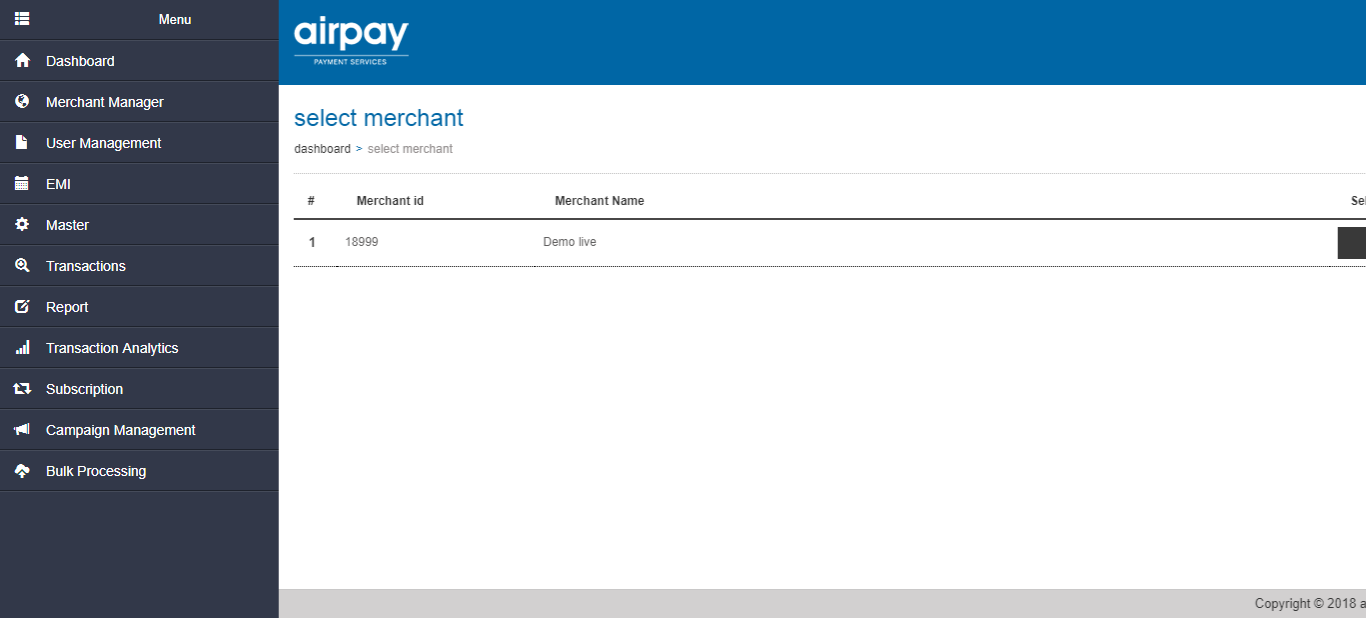 Menu
Dashboard
Merchant Manager
User Management
EMI
Master
Transactions
Report
Transaction Analytics
Subscription
Campaign Management
Bulk Processing
airpay
PAYMENT SERVICES
select merchant
dashboard > select merchant
# Merchant id Merchant Name
1 18999 Demo live
Copyright © 2018